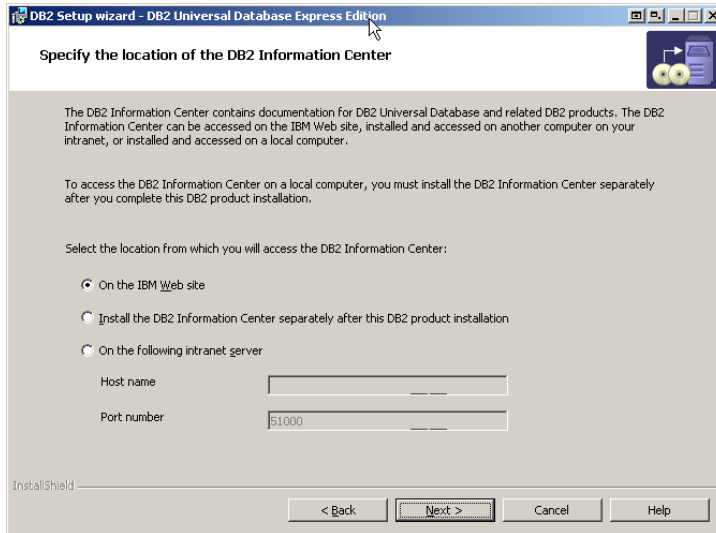 DB2 Setup wizard - DB2 Universal Database Express Edition
Specify the location of the DB2 Information Center
The DB2 Information Center contains documentation for DB2 Universal Database and related DB2 products. The DB2
Information Center can be accessed on the IBM Web site, installed and accessed on another computer on your
intranet, or installed and accessed on a local computer.
To access the DB2 Information Center on a local computer, you must install the DB2 Information Center separately
after you complete this DB2 product installation.
Select the location from which you will access the DB2 Information Center:
On the IBM Web site
Install the DB2 Information Center separately after this DB2 product installation
On the following intranet server
Host name
Port number
51000
InstallShield
< Back
Next >
Cancel
Help